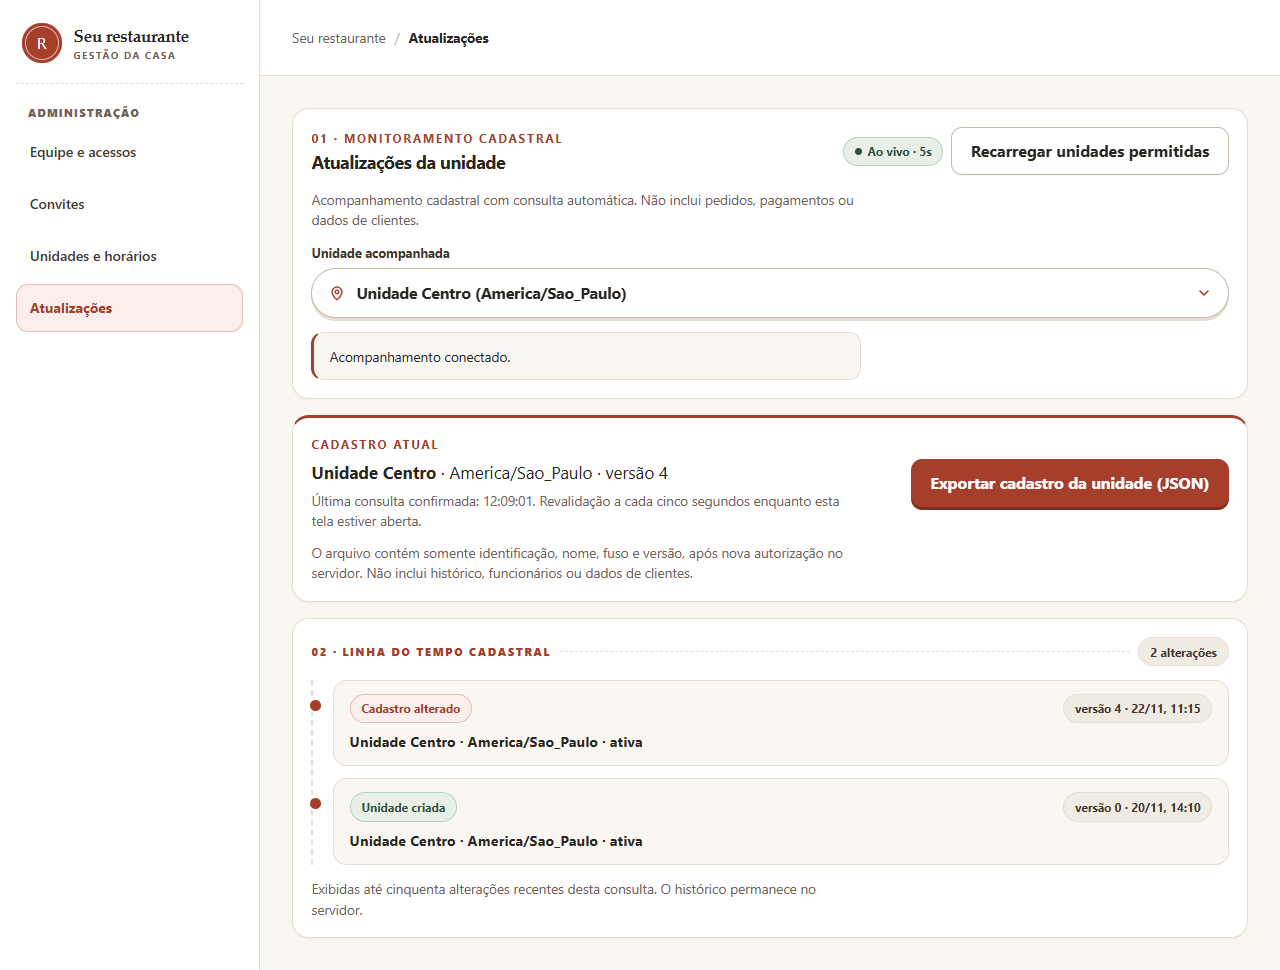 R
Seu restaurante
GESTÃO DA CASA
ADMINISTRAÇÃO
Equipe e acessos
Convites
Unidades e horários
Atualizações
Seu restaurante / Atualizações
01 · MONITORAMENTO CADASTRAL
Atualizações da unidade
Ao vivo · 5s
Recarregar unidades permitidas
Acompanhamento cadastral com consulta automática. Não inclui pedidos, pagamentos ou
dados de clientes.
Unidade acompanhada
Unidade Centro (America/Sao_Paulo)
Acompanhamento conectado.
CADASTRO ATUAL
Unidade Centro · America/Sao_Paulo · versão 4
Última consulta confirmada: 12:09:01. Revalidação a cada cinco segundos enquanto esta
tela estiver aberta.
O arquivo contém somente identificação, nome, fuso e versão, após nova autorização no
servidor. Não inclui histórico, funcionários ou dados de clientes.
Exportar cadastro da unidade (JSON)
02 · LINHA DO TEMPO CADASTRAL
2 alterações
Cadastro alterado
versão 4 · 22/11, 11:15
Unidade Centro · America/Sao_Paulo · ativa
Unidade criada
versão 0 · 20/11, 14:10
Unidade Centro · America/Sao_Paulo · ativa
Exibidas até cinquenta alterações recentes desta consulta. O histórico permanece no
servidor.